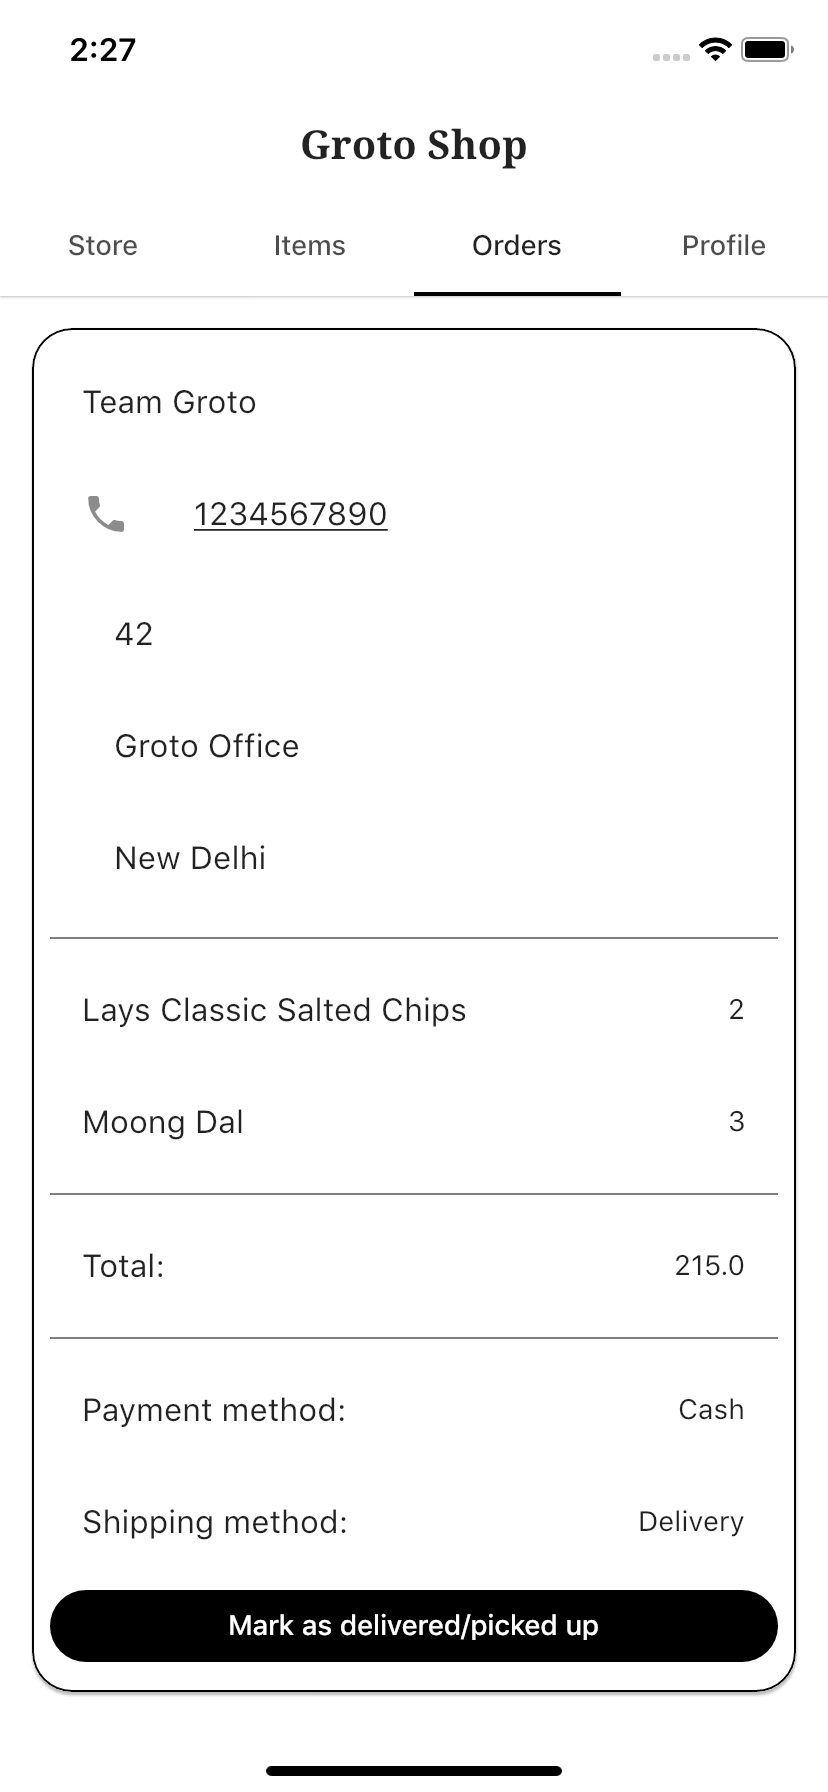 2:27
Groto Shop
Store Items Orders Profile
Team Groto
1234567890
42
Groto Office
New Delhi
Lays Classic Salted Chips 2
Moong Dal 3
Total: 215.0
Payment method: Cash
Shipping method: Delivery
Mark as delivered/picked up